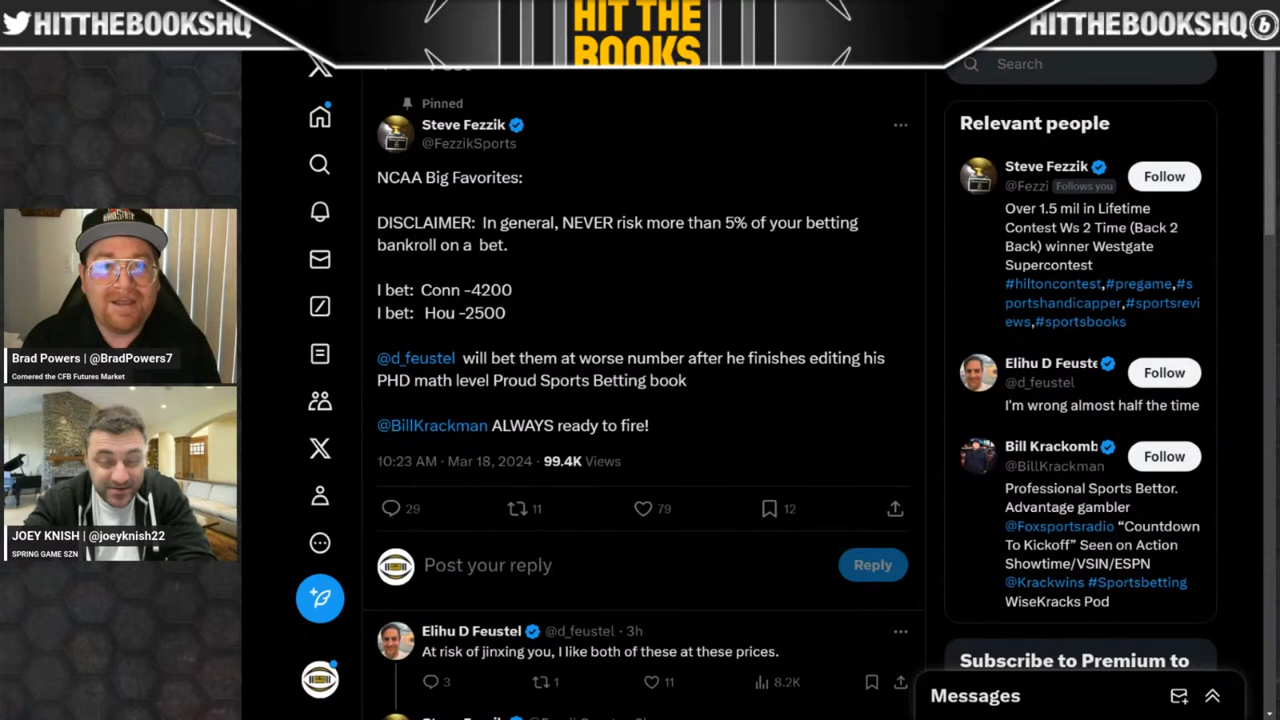 HITTHEBOOKSHQ
HIT THE
BOOKS
HITTHEBOOKSHQ
Search
Pinned
Steve Fezzik
@FezzikSports
NCAA Big Favorites:
DISCLAIMER: In general, NEVER risk more than 5% of your betting
bankroll on a bet.
I bet: Conn -4200
I bet: Hou -2500
@d_feustel will bet them at worse number after he finishes editing his
PHD math level Proud Sports Betting book
@BillKrackman ALWAYS ready to fire!
10:23 AM · Mar 18, 2024 · 99.4K Views
29
11
79
12
Post your reply
Reply
Elihu D Feustel @d_feustel · 3h
At risk of jinxing you, I like both of these at these prices.
3
1
11
8.2K
Relevant people
Steve Fezzik
@Fezzi Follows you
Follow
Over 1.5 mil in Lifetime
Contest Ws 2 Time (Back 2
Back) winner Westgate
Supercontest
#hiltoncontest,#pregame,#s
portshandicapper,#sportsrevi
ews,#sportsbooks
Elihu D Feuste
@d_feustel
Follow
I'm wrong almost half the time
Bill Krackomb
@BillKrackman
Follow
Professional Sports Bettor.
Advantage gambler
@Foxsportsradio “Countdown
To Kickoff” Seen on Action
Showtime/VSIN/ESPN
@Krackwins #Sportsbetting
WiseKracks Pod
Subscribe to Premium to
Messages
Brad Powers | @BradPowers7
Cornered the CFB Futures Market
JOEY KNISH | @joeyknish22
SPRING GAME SZN